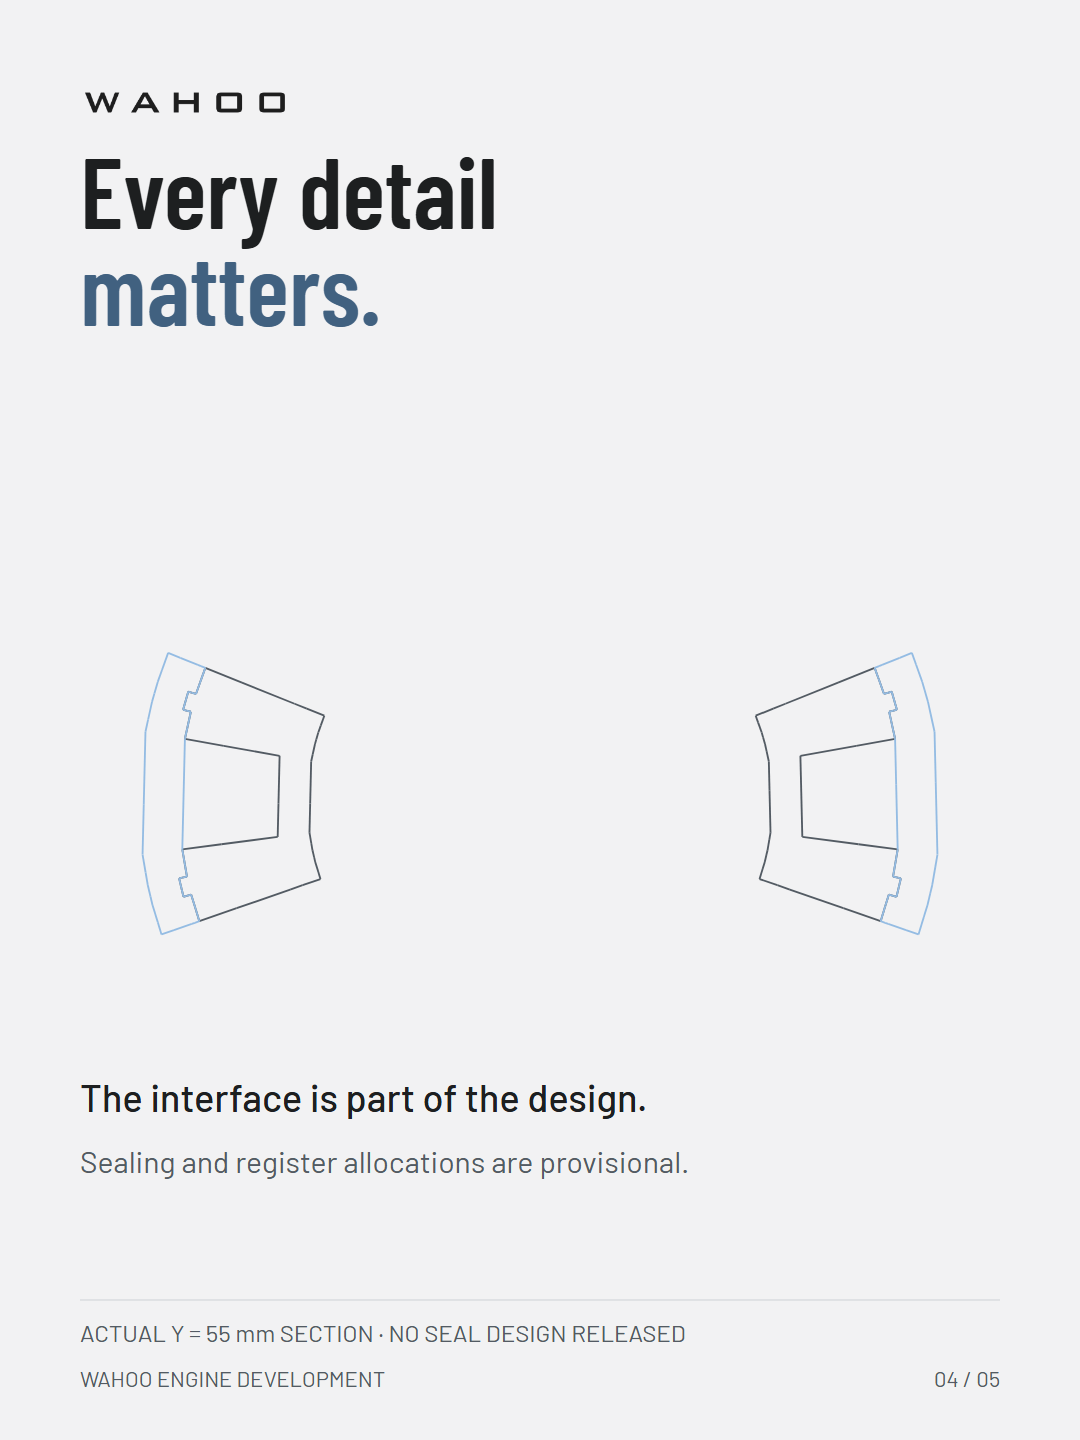 WAHOO
Every detail
matters.
The interface is part of the design.
Sealing and register allocations are provisional.
ACTUAL Y = 55 mm SECTION · NO SEAL DESIGN RELEASED
WAHOO ENGINE DEVELOPMENT
04 / 05